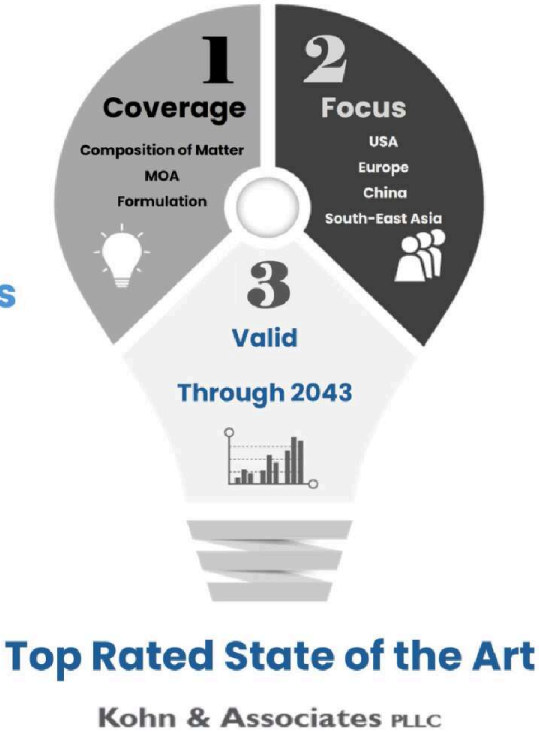 1
Coverage
Composition of Matter
MOA
Formulation
2
Focus
USA
Europe
China
South-East Asia
s
3
Valid
Through 2043
Top Rated State of the Art
Kohn & Associates PLLC